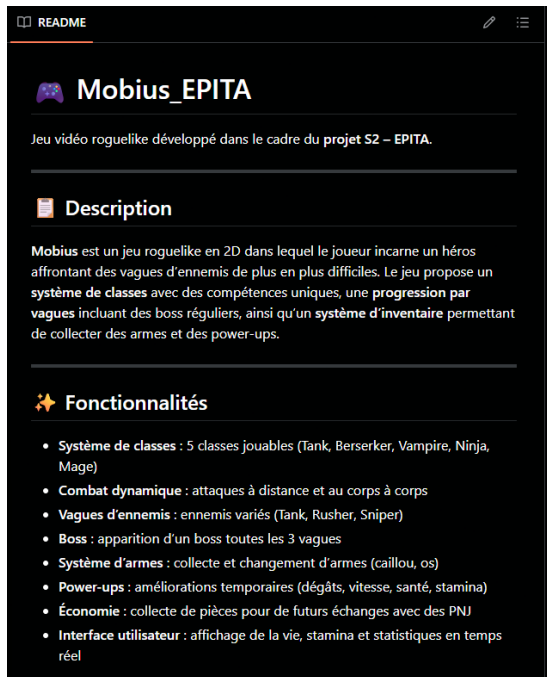 README
Mobius_EPITA
Jeu vidéo roguelike développé dans le cadre du projet S2 – EPITA.
Description
Mobius est un jeu roguelike en 2D dans lequel le joueur incarne un héros
affrontant des vagues d’ennemis de plus en plus difficiles. Le jeu propose un
système de classes avec des compétences uniques, une progression par
vagues incluant des boss réguliers, ainsi qu’un système d’inventaire permettant
de collecter des armes et des power-ups.
Fonctionnalités
• Système de classes : 5 classes jouables (Tank, Berserker, Vampire, Ninja,
Mage)
• Combat dynamique : attaques à distance et au corps à corps
• Vagues d’ennemis : ennemis variés (Tank, Rusher, Sniper)
• Boss : apparition d’un boss toutes les 3 vagues
• Système d’armes : collecte et changement d’armes (caillou, os)
• Power-ups : améliorations temporaires (dégâts, vitesse, santé, stamina)
• Économie : collecte de pièces pour de futurs échanges avec des PNJ
• Interface utilisateur : affichage de la vie, stamina et statistiques en temps
réel